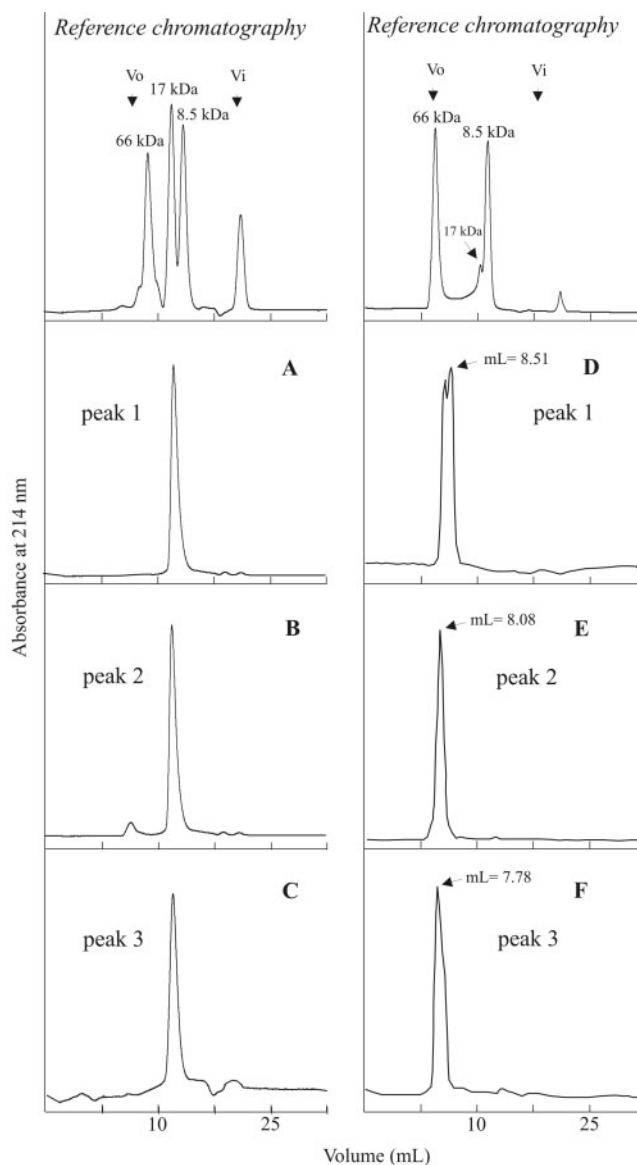 Reference chromatography
Reference chromatography
Vo
Vi
17 kDa
66 kDa
8.5 kDa
Vo
Vi
66 kDa
8.5 kDa
17 kDa
A
peak 1
mL= 8.51
D
peak 1
B
peak 2
mL= 8.08
E
peak 2
C
peak 3
mL= 7.78
F
peak 3
Absorbance at 214 nm
10
25
10
25
Volume (mL)